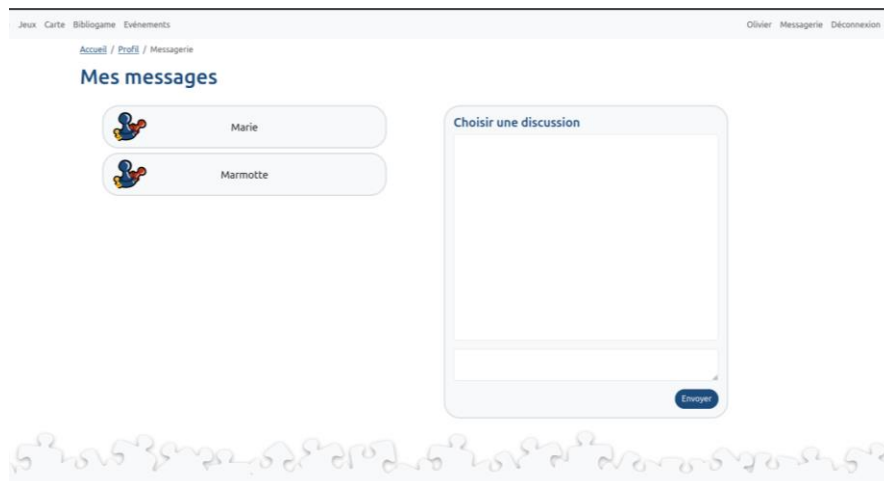 Jeux Carte Bibliogame Evénements
Olivier Messagerie Déconnexion
Accueil / Profil / Messagerie
Mes messages
Marie
Marmotte
Choisir une discussion
Envoyer